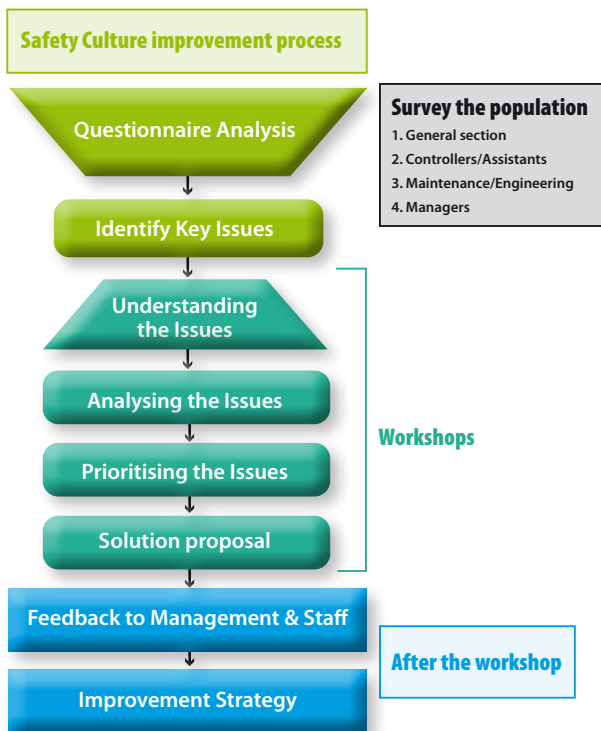 Safety Culture improvement process
Questionnaire Analysis
Survey the population
1. General section
2. Controllers/Assistants
3. Maintenance/Engineering
4. Managers
Identify Key Issues
Understanding
the Issues
Analysing the Issues
Workshops
Prioritising the Issues
Solution proposal
Feedback to Management & Staff
After the workshop
Improvement Strategy